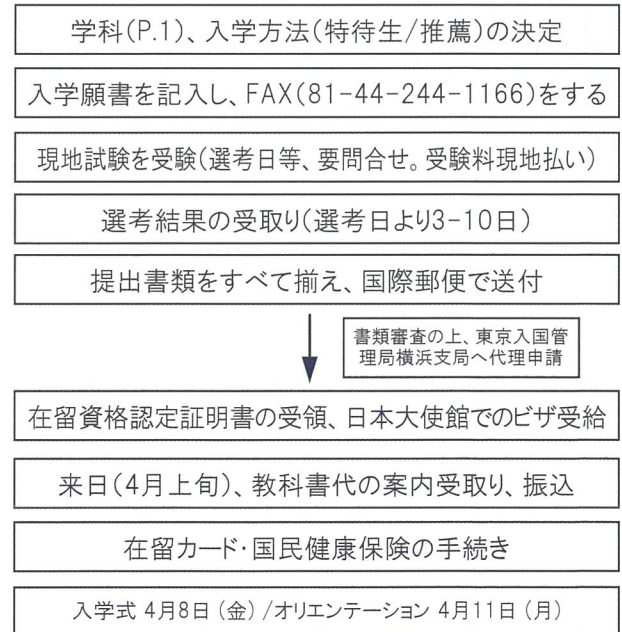 学科(P.1)、入学方法(特待生/推薦)の決定
入学願書を記入し、FAX(81-44-244-1166)をする
現地試験を受験(選考日等、要問合せ。受験料現地払い)
選考結果の受取り(選考日より3-10日)
提出書類をすべて揃え、国際郵便で送付
書類審査の上、東京入国管
理局横浜支局へ代理申請
在留資格認定証明書の受領、日本大使館でのビザ受給
来日(4月上旬)、教科書代の案内受取り、振込
在留カード・国民健康保険の手続き
入学式 4月8日 (金) /オリエンテーション 4月11日 (月)